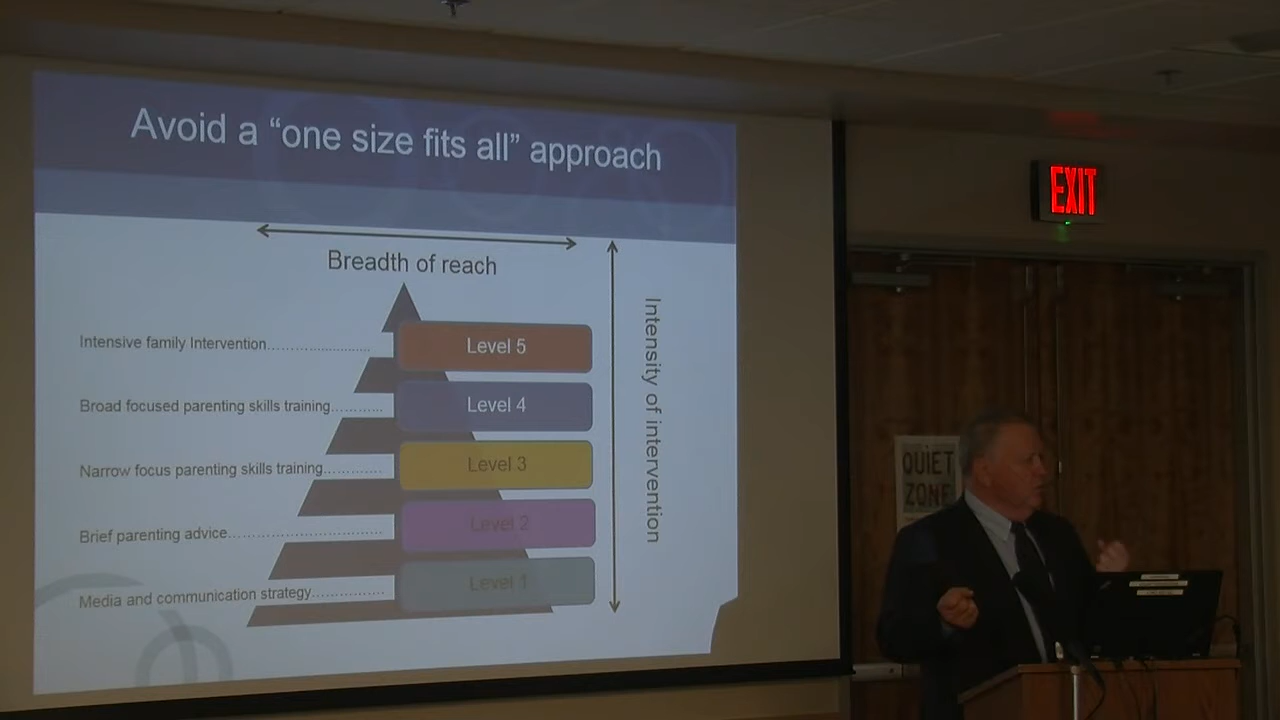 Avoid a “one size fits all” approach
Breadth of reach
Intensity of intervention
Intensive family Intervention
Level 5
Broad focused parenting skills training
Level 4
Narrow focus parenting skills training
Level 3
Brief parenting advice
Level 2
Media and communication strategy
Level 1
EXIT
QUIET
ZONE